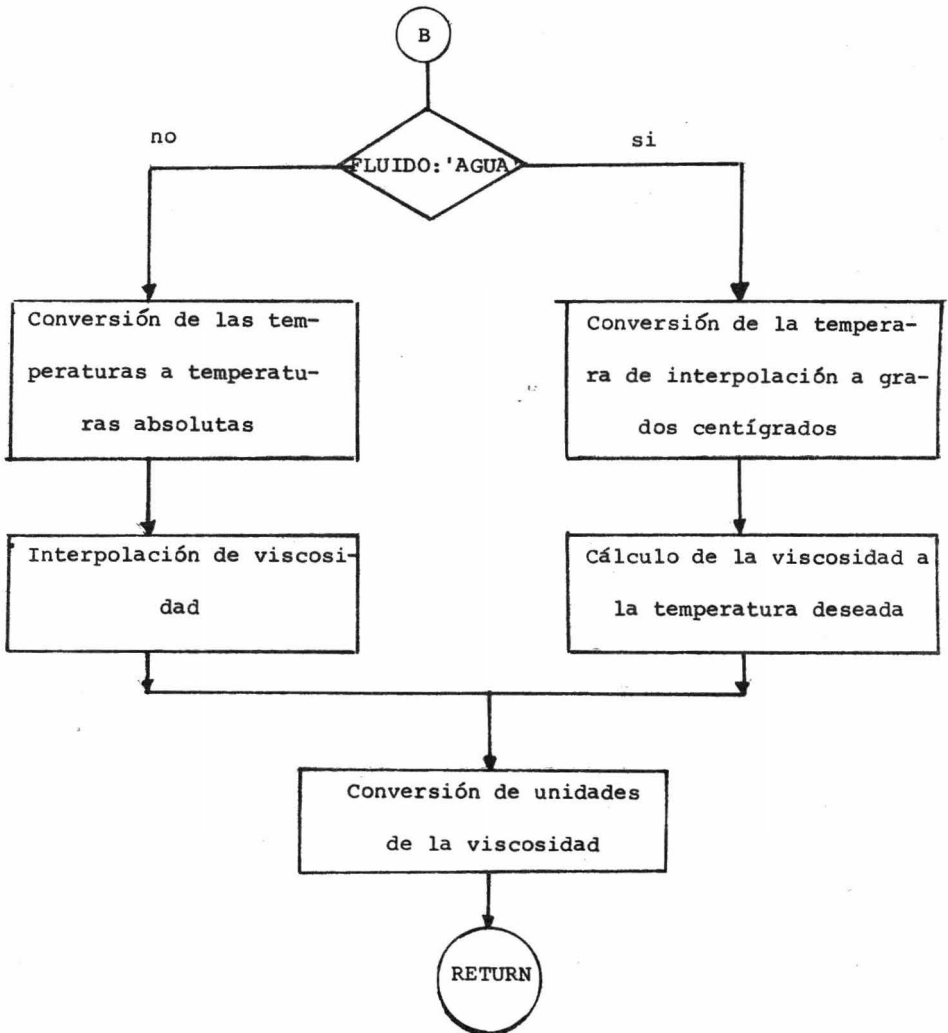 B
no
si
FLUIDO:'AGUA'
Conversión de las tem-
peraturas a temperatu-
ras absolutas
Conversión de la tempera-
ra de interpolación a gra-
dos centígrados
Interpolación de viscosi-
dad
Cálculo de la viscosidad a
la temperatura deseada
Conversión de unidades
de la viscosidad
RETURN